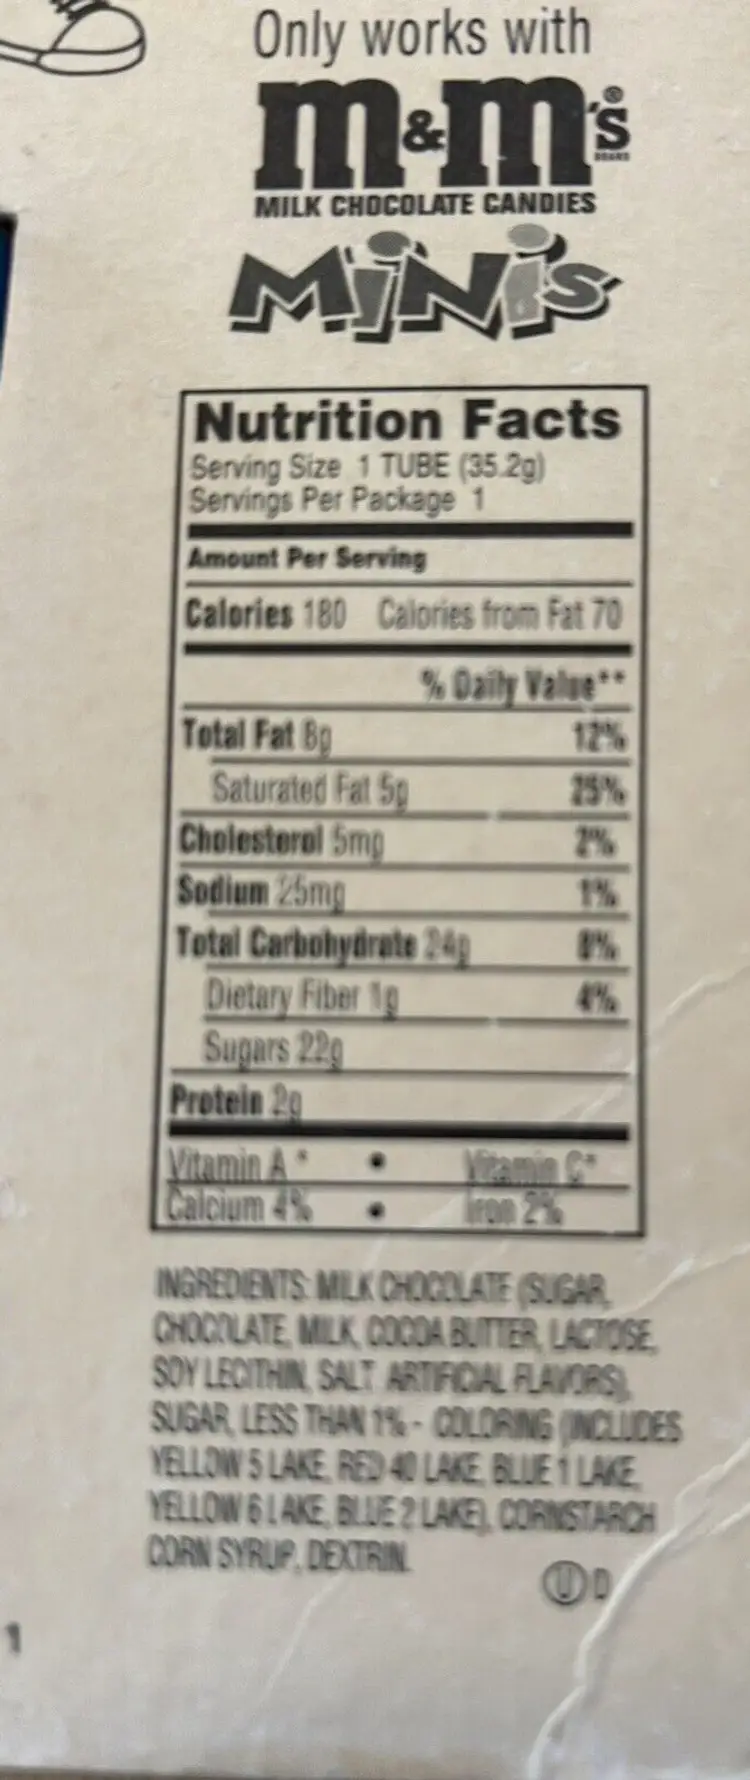 Only works with
m&m's®
BRAND
MILK CHOCOLATE CANDIES
MiNiS
Nutrition Facts
Serving Size 1 TUBE (35.2g)
Servings Per Package 1
Amount Per Serving
Calories 180 Calories from Fat 70
% Daily Value**
Total Fat 8g 12%
Saturated Fat 5g 25%
Cholesterol 5mg 2%
Sodium 25mg 1%
Total Carbohydrate 24g 8%
Dietary Fiber 1g 4%
Sugars 22g
Protein 2g
Vitamin A* • Vitamin C*
Calcium 4% • Iron 2%
INGREDIENTS: MILK CHOCOLATE (SUGAR,
CHOCOLATE, MILK, COCOA BUTTER, LACTOSE,
SOY LECITHIN, SALT, ARTIFICIAL FLAVORS),
SUGAR, LESS THAN 1% - COLORING (INCLUDES
YELLOW 5 LAKE, RED 40 LAKE, BLUE 1 LAKE,
YELLOW 6 LAKE, BLUE 2 LAKE), CORNSTARCH
CORN SYRUP, DEXTRIN.
Ⓤ D
1